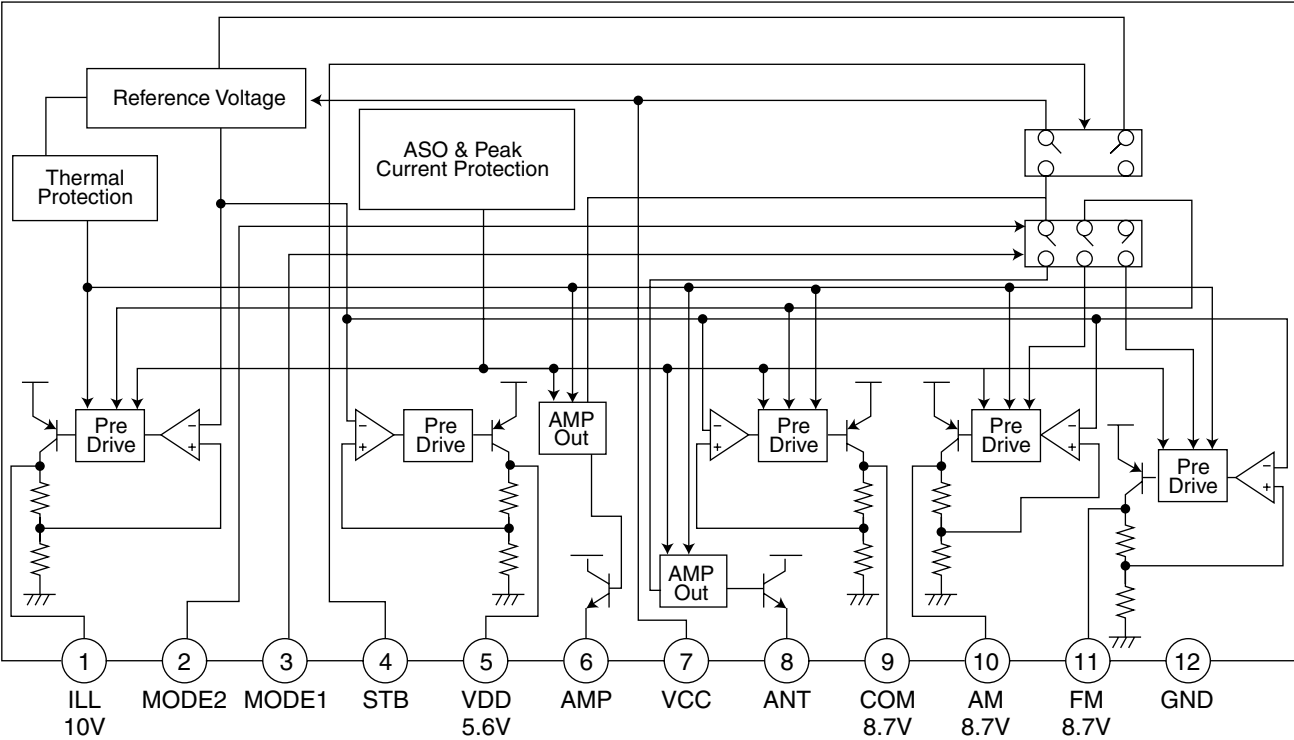 Reference Voltage
ASO & Peak
Current Protection
Thermal
Protection
Pre
Drive
-
+
-
+
Pre
Drive
AMP
Out
-
+
Pre
Drive
Pre
Drive
-
+
Pre
Drive
-
+
AMP
Out
1
2
3
4
5
6
7
8
9
10
11
12
ILL
10V
MODE2
MODE1
STB
VDD
5.6V
AMP
VCC
ANT
COM
8.7V
AM
8.7V
FM
8.7V
GND